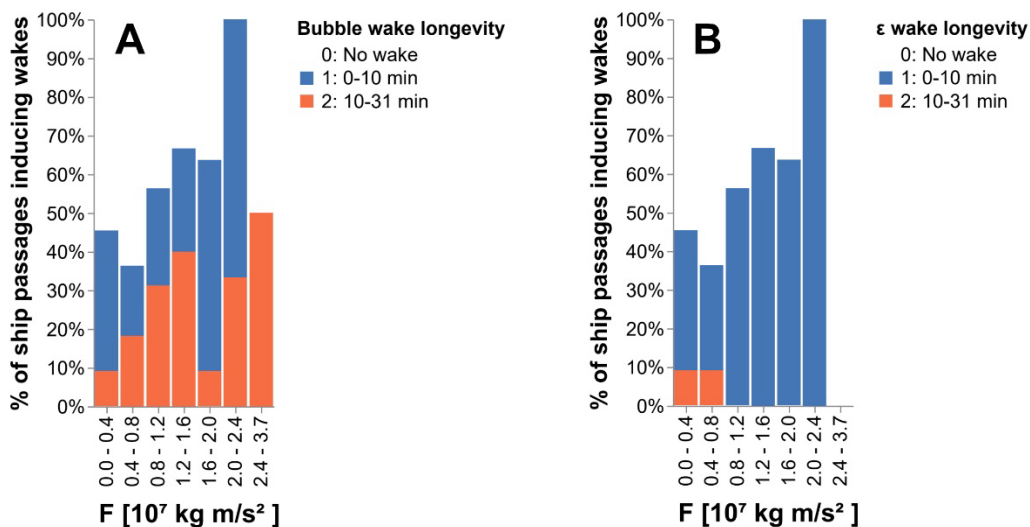 A
Bubble wake longevity
0: No wake
1: 0-10 min
2: 10-31 min
% of ship passages inducing wakes
100%
90%
80%
70%
60%
50%
40%
30%
20%
10%
0%
0.0 - 0.4
0.4 - 0.8
0.8 - 1.2
1.2 - 1.6
1.6 - 2.0
2.0 - 2.4
2.4 - 3.7
F [10⁷ kg m/s² ]
B
ε wake longevity
0: No wake
1: 0-10 min
2: 10-31 min
% of ship passages inducing wakes
100%
90%
80%
70%
60%
50%
40%
30%
20%
10%
0%
0.0 - 0.4
0.4 - 0.8
0.8 - 1.2
1.2 - 1.6
1.6 - 2.0
2.0 - 2.4
2.4 - 3.7
F [10⁷ kg m/s² ]